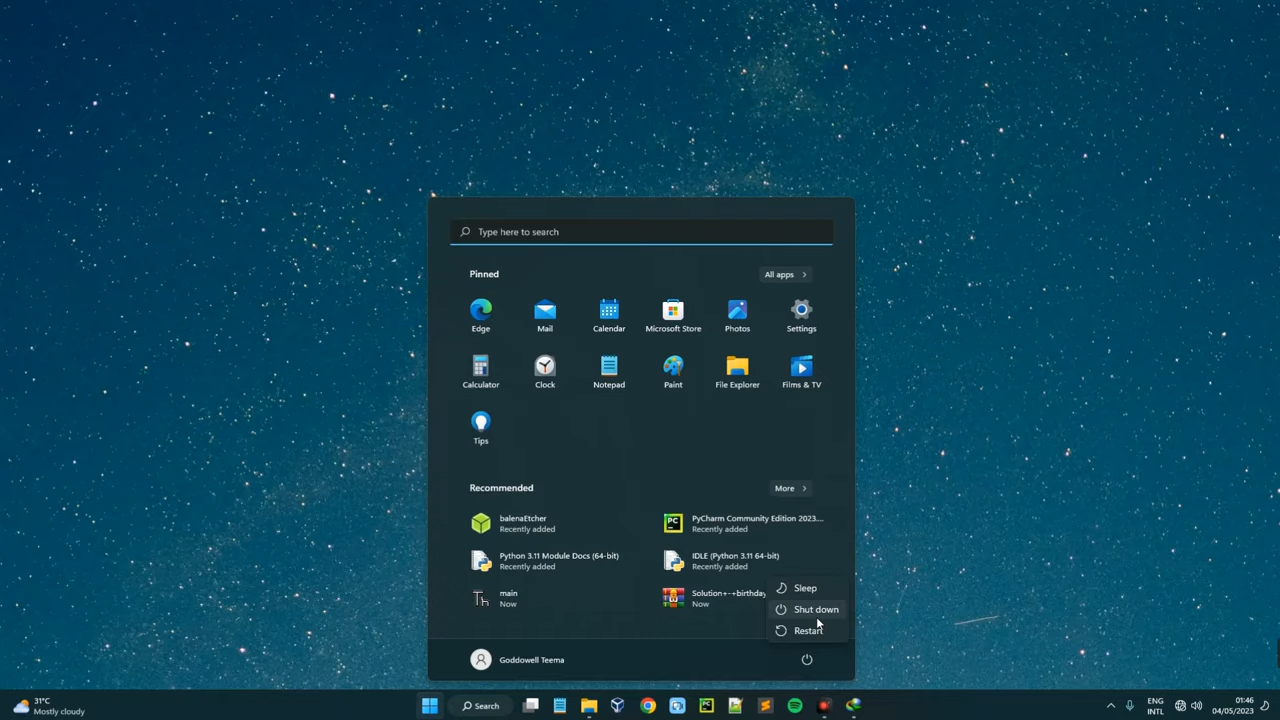 Type here to search
Pinned
All apps
Edge
Mail
Calendar
Microsoft Store
Photos
Settings
Calculator
Clock
Notepad
Paint
File Explorer
Films & TV
Tips
Recommended
More
balenaEtcher
Recently added
PyCharm Community Edition 2023....
Recently added
Python 3.11 Module Docs (64-bit)
Recently added
IDLE (Python 3.11 64-bit)
Recently added
main
Now
Solution+-+birthday
Now
Sleep
Shut down
Restart
Goddowell Teema
31°C
Mostly cloudy
Search
ENG
INTL
01:46
04/05/2023